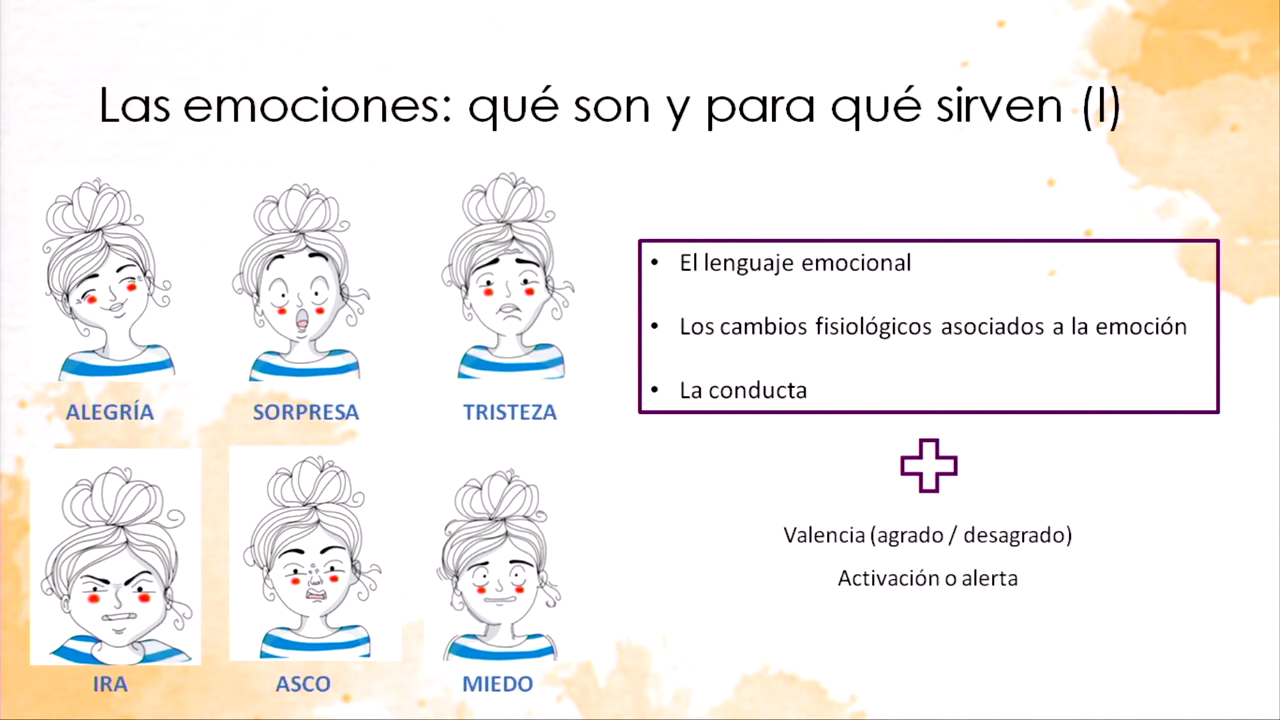 Las emociones: qué son y para qué sirven (I)
ALEGRÍA
SORPRESA
TRISTEZA
IRA
ASCO
MIEDO
• El lenguaje emocional
• Los cambios fisiológicos asociados a la emoción
• La conducta
Valencia (agrado / desagrado)
Activación o alerta